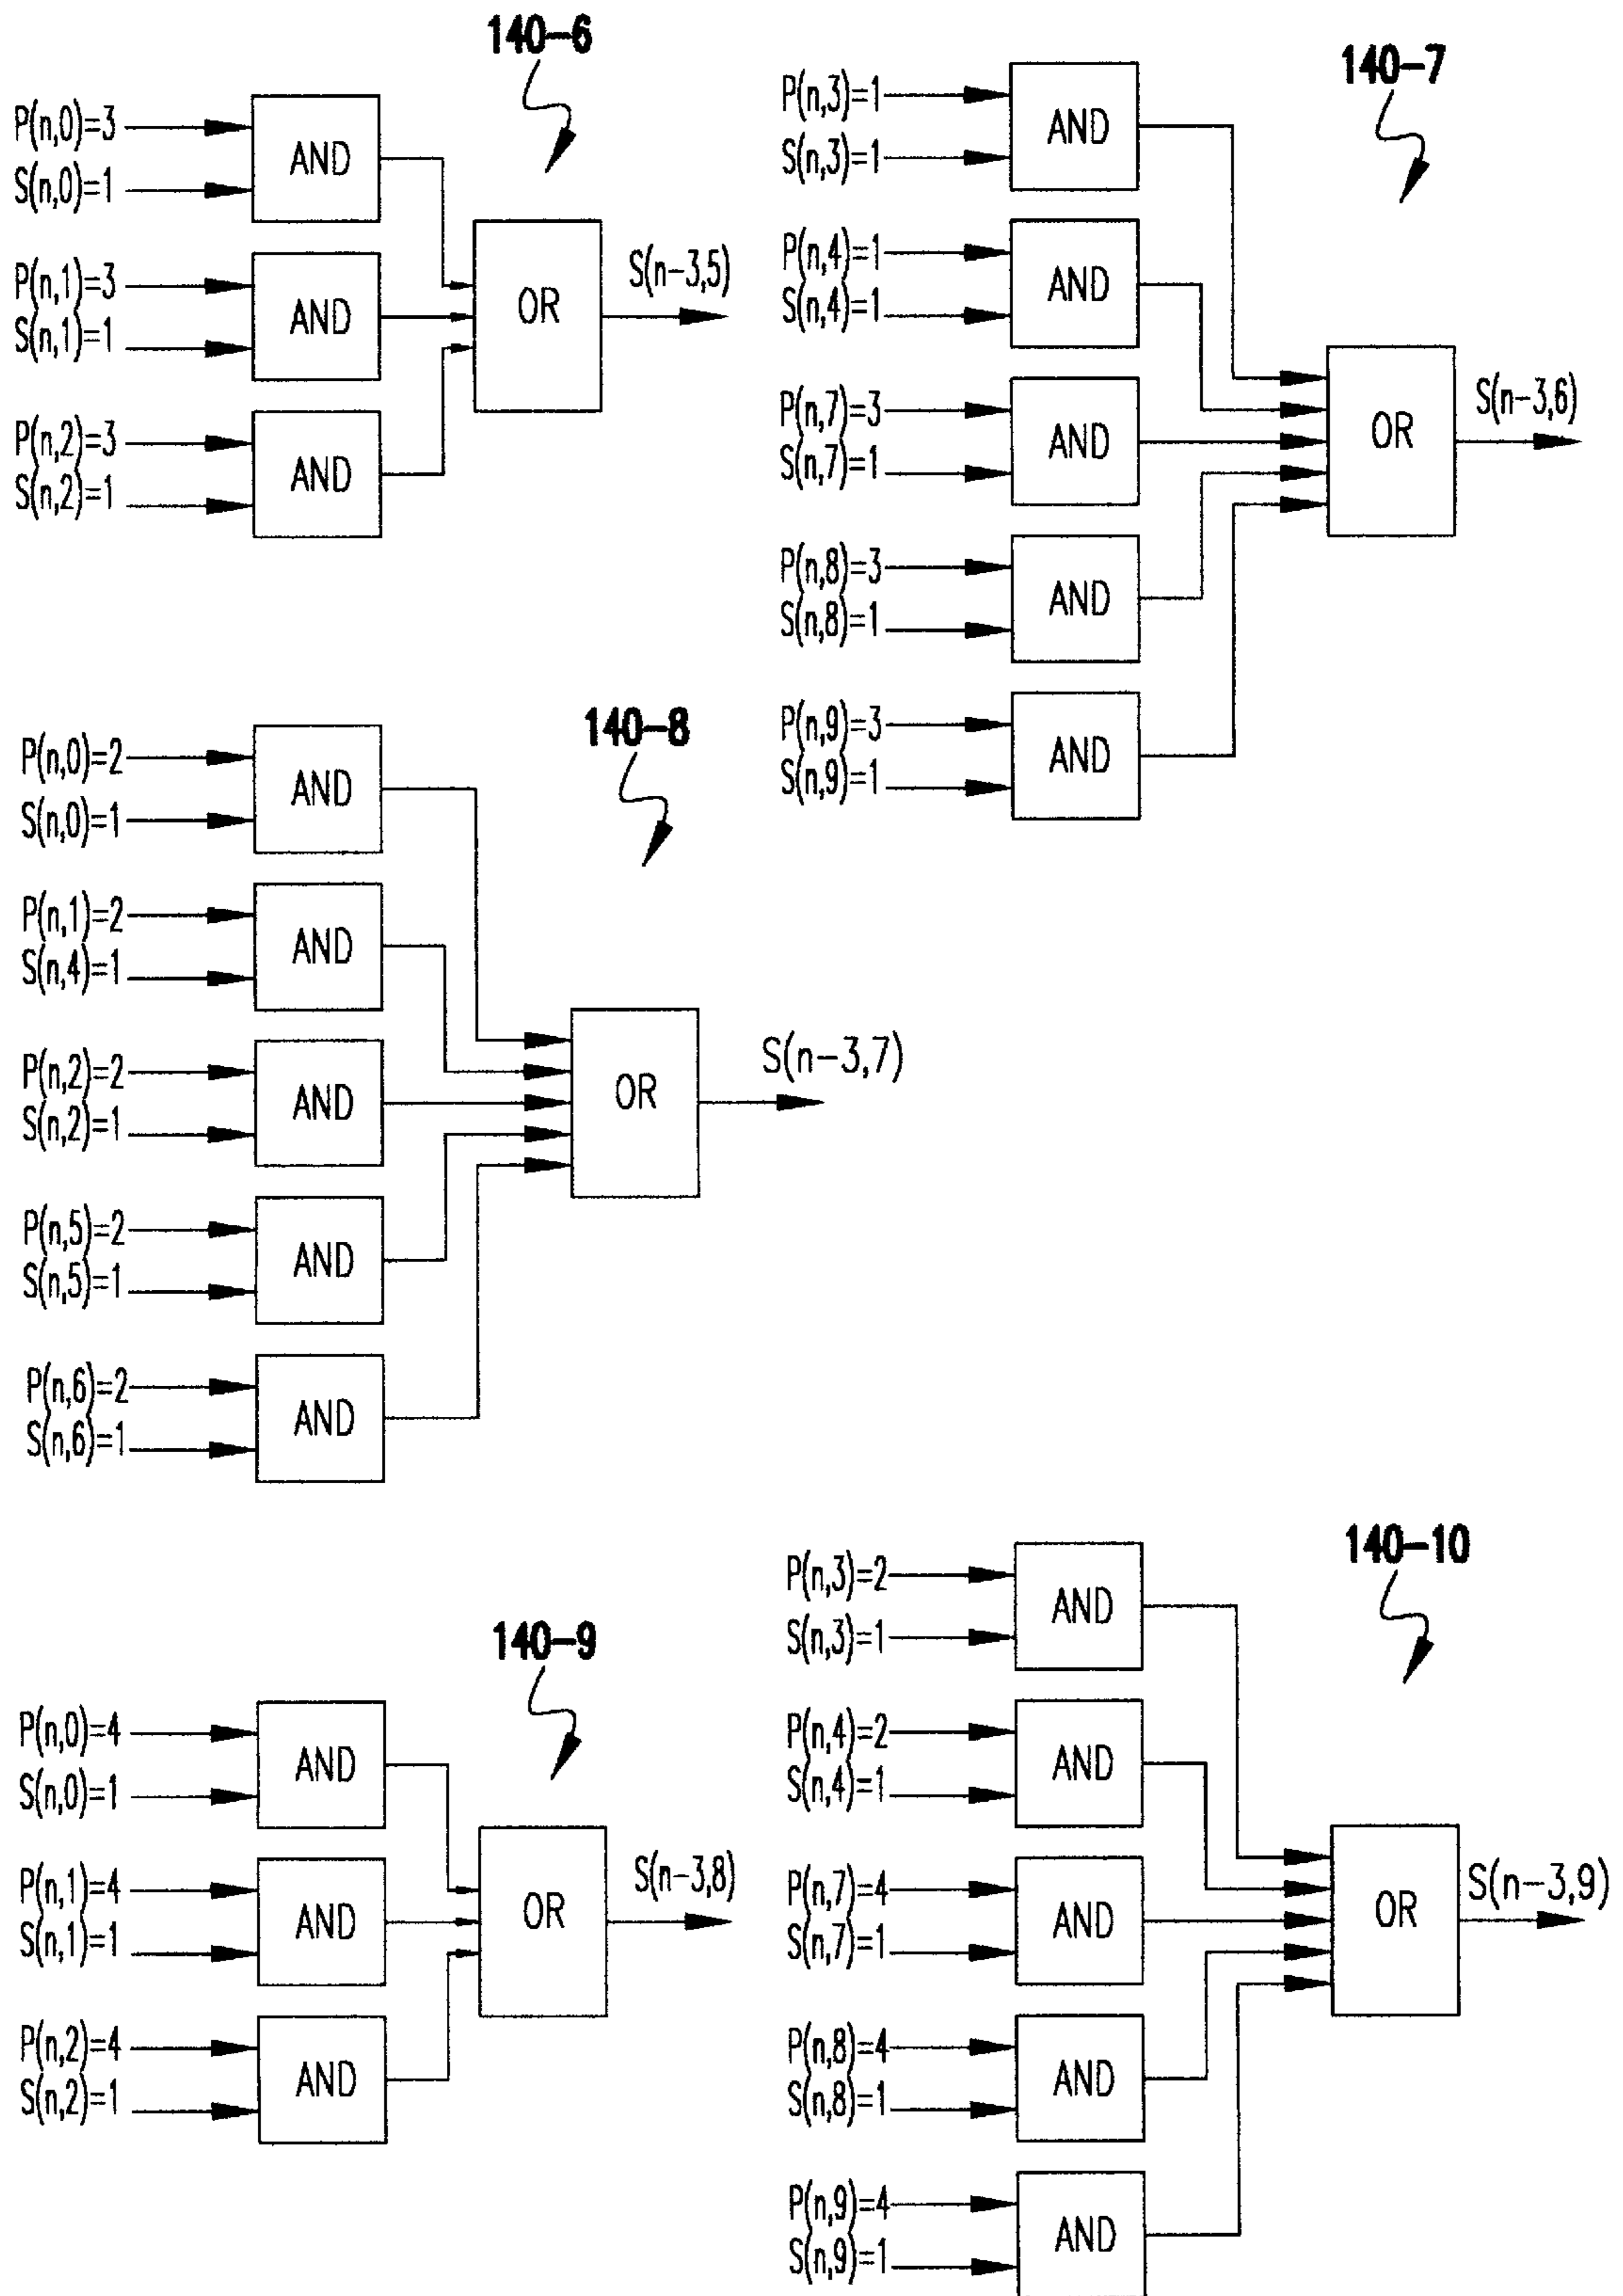 140-6
P(n,0)=3
S(n,0)=1
AND
P(n,1)=3
S(n,1)=1
AND
P(n,2)=3
S(n,2)=1
AND
OR
S(n-3,5)
140-7
P(n,3)=1
S(n,3)=1
AND
P(n,4)=1
S(n,4)=1
AND
P(n,7)=3
S(n,7)=1
AND
P(n,8)=3
S(n,8)=1
AND
P(n,9)=3
S(n,9)=1
AND
OR
S(n-3,6)
140-8
P(n,0)=2
S(n,0)=1
AND
P(n,1)=2
S(n,4)=1
AND
P(n,2)=2
S(n,2)=1
AND
P(n,5)=2
S(n,5)=1
AND
P(n,6)=2
S(n,6)=1
AND
OR
S(n-3,7)
140-9
P(n,0)=4
S(n,0)=1
AND
P(n,1)=4
S(n,1)=1
AND
P(n,2)=4
S(n,2)=1
AND
OR
S(n-3,8)
140-10
P(n,3)=2
S(n,3)=1
AND
P(n,4)=2
S(n,4)=1
AND
P(n,7)=4
S(n,7)=1
AND
P(n,8)=4
S(n,8)=1
AND
P(n,9)=4
S(n,9)=1
AND
OR
S(n-3,9)